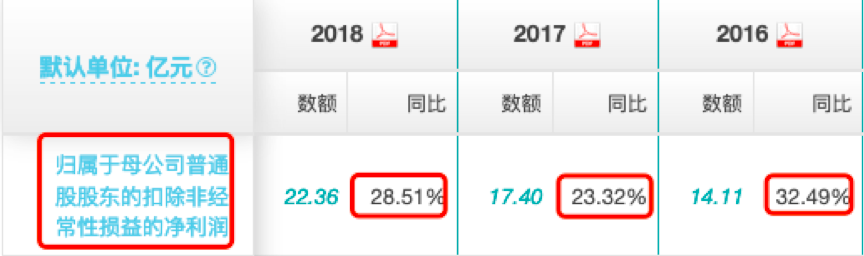 2018 PDF 2017 PDF 2016 PDF
默认单位: 亿元 ?
数额 同比 数额 同比 数额 同比
归属于母公司普通
股股东的扣除非经
常性损益的净利润
22.36 28.51% 17.40 23.32% 14.11 32.49%